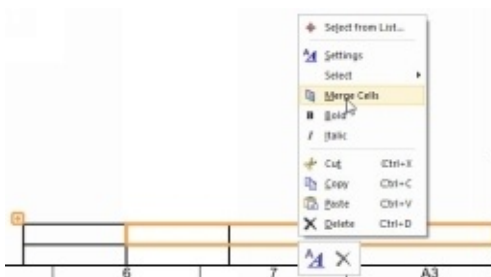 Select from List...
Settings
Select
Merge Cells
Bold
Italic
Cut Ctrl+X
Copy Ctrl+C
Paste Ctrl+V
Delete Ctrl+D
6 7 A3